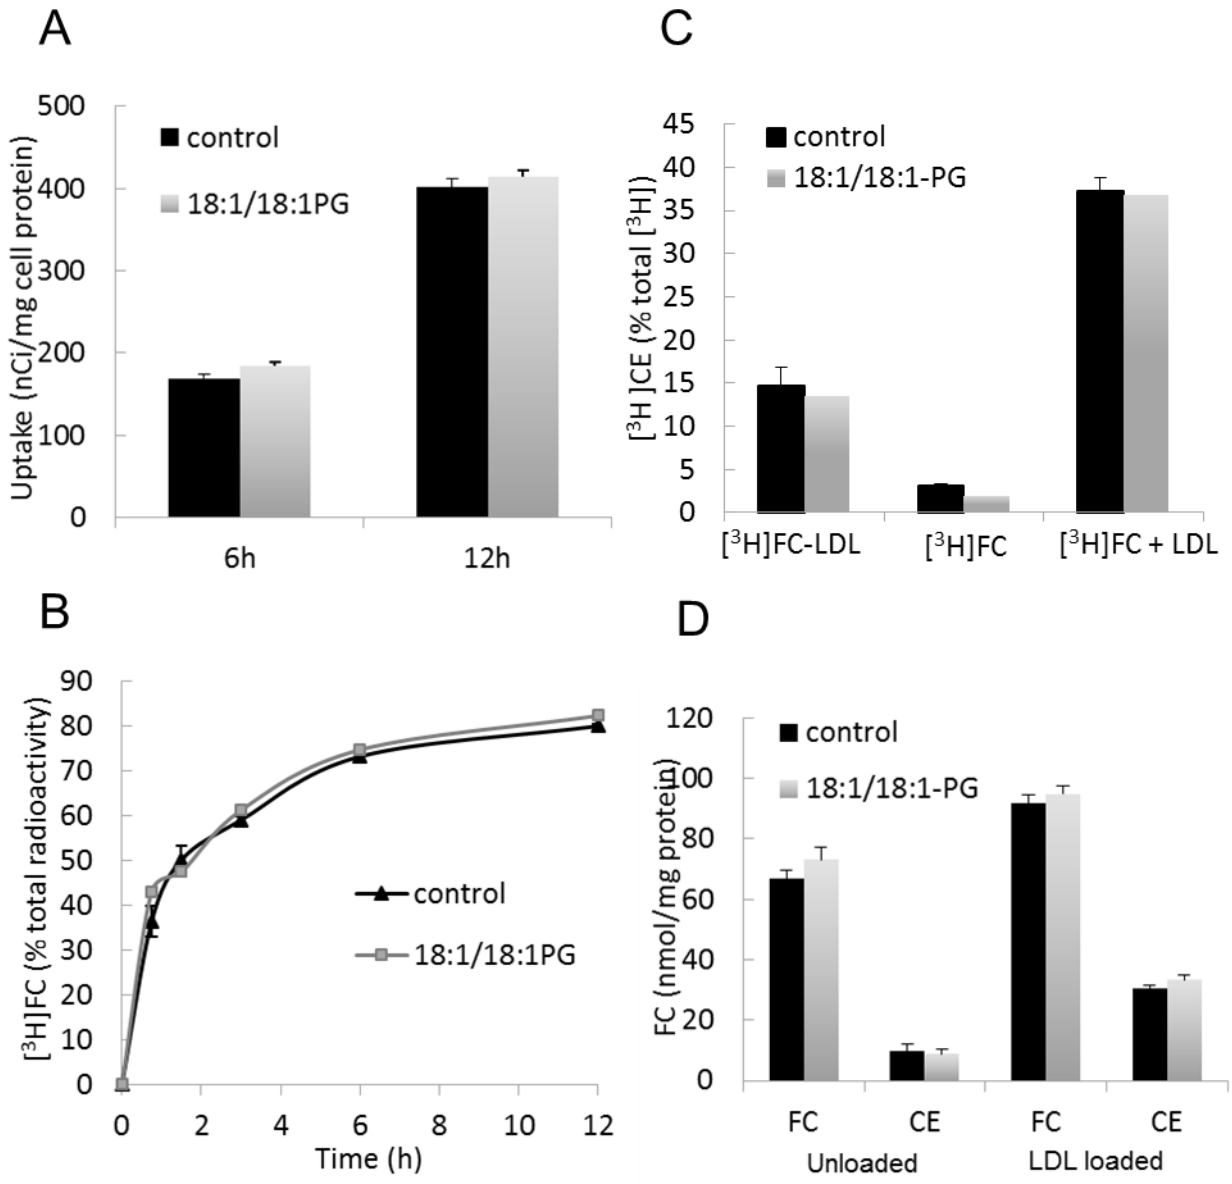 A
Uptake (nCi/mg cell protein)
500
400
300
200
100
0
control
18:1/18:1PG
6h
12h
C
[³H]CE (% total [³H])
45
40
35
30
25
20
15
10
5
0
control
18:1/18:1-PG
[³H]FC-LDL
[³H]FC
[³H]FC + LDL
B
[³H]FC (% total radioactivity)
90
80
70
60
50
40
30
20
10
0
control
18:1/18:1PG
0 2 4 6 8 10 12
Time (h)
D
FC (nmol/mg protein)
120
100
80
60
40
20
0
control
18:1/18:1-PG
FC CE FC CE
Unloaded LDL loaded